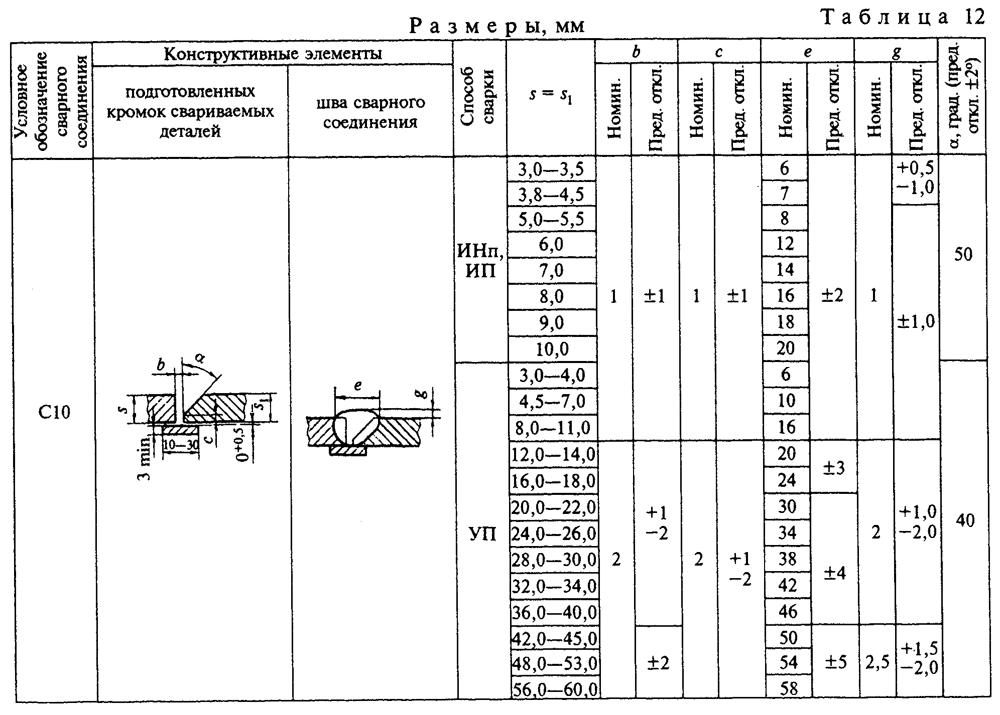 Таблица 12
Размеры, мм
Условное обозначение сварного соединения
Конструктивные элементы
подготовленных
кромок свариваемых
деталей
шва сварного
соединения
Способ сварки
s = s₁
b
c
e
g
α, град. (пред. откл. ±2°)
Номин.
Пред. откл.
Номин.
Пред. откл.
Номин.
Пред. откл.
Номин.
Пред. откл.
С10
b
α
s
s₁
3 min
10—30
c
0⁺⁰,⁵
e
g
ИНп,
ИП
УП
3,0—3,5
3,8—4,5
5,0—5,5
6,0
7,0
8,0
9,0
10,0
3,0—4,0
4,5—7,0
8,0—11,0
12,0—14,0
16,0—18,0
20,0—22,0
24,0—26,0
28,0—30,0
32,0—34,0
36,0—40,0
42,0—45,0
48,0—53,0
56,0—60,0
1
2
±1
+1
−2
±2
1
2
±1
+1
−2
6
7
8
12
14
16
18
20
6
10
16
20
24
30
34
38
42
46
50
54
58
±2
±3
±4
±5
1
2
2,5
+0,5
−1,0
±1,0
+1,0
−2,0
+1,5
−2,0
50
40